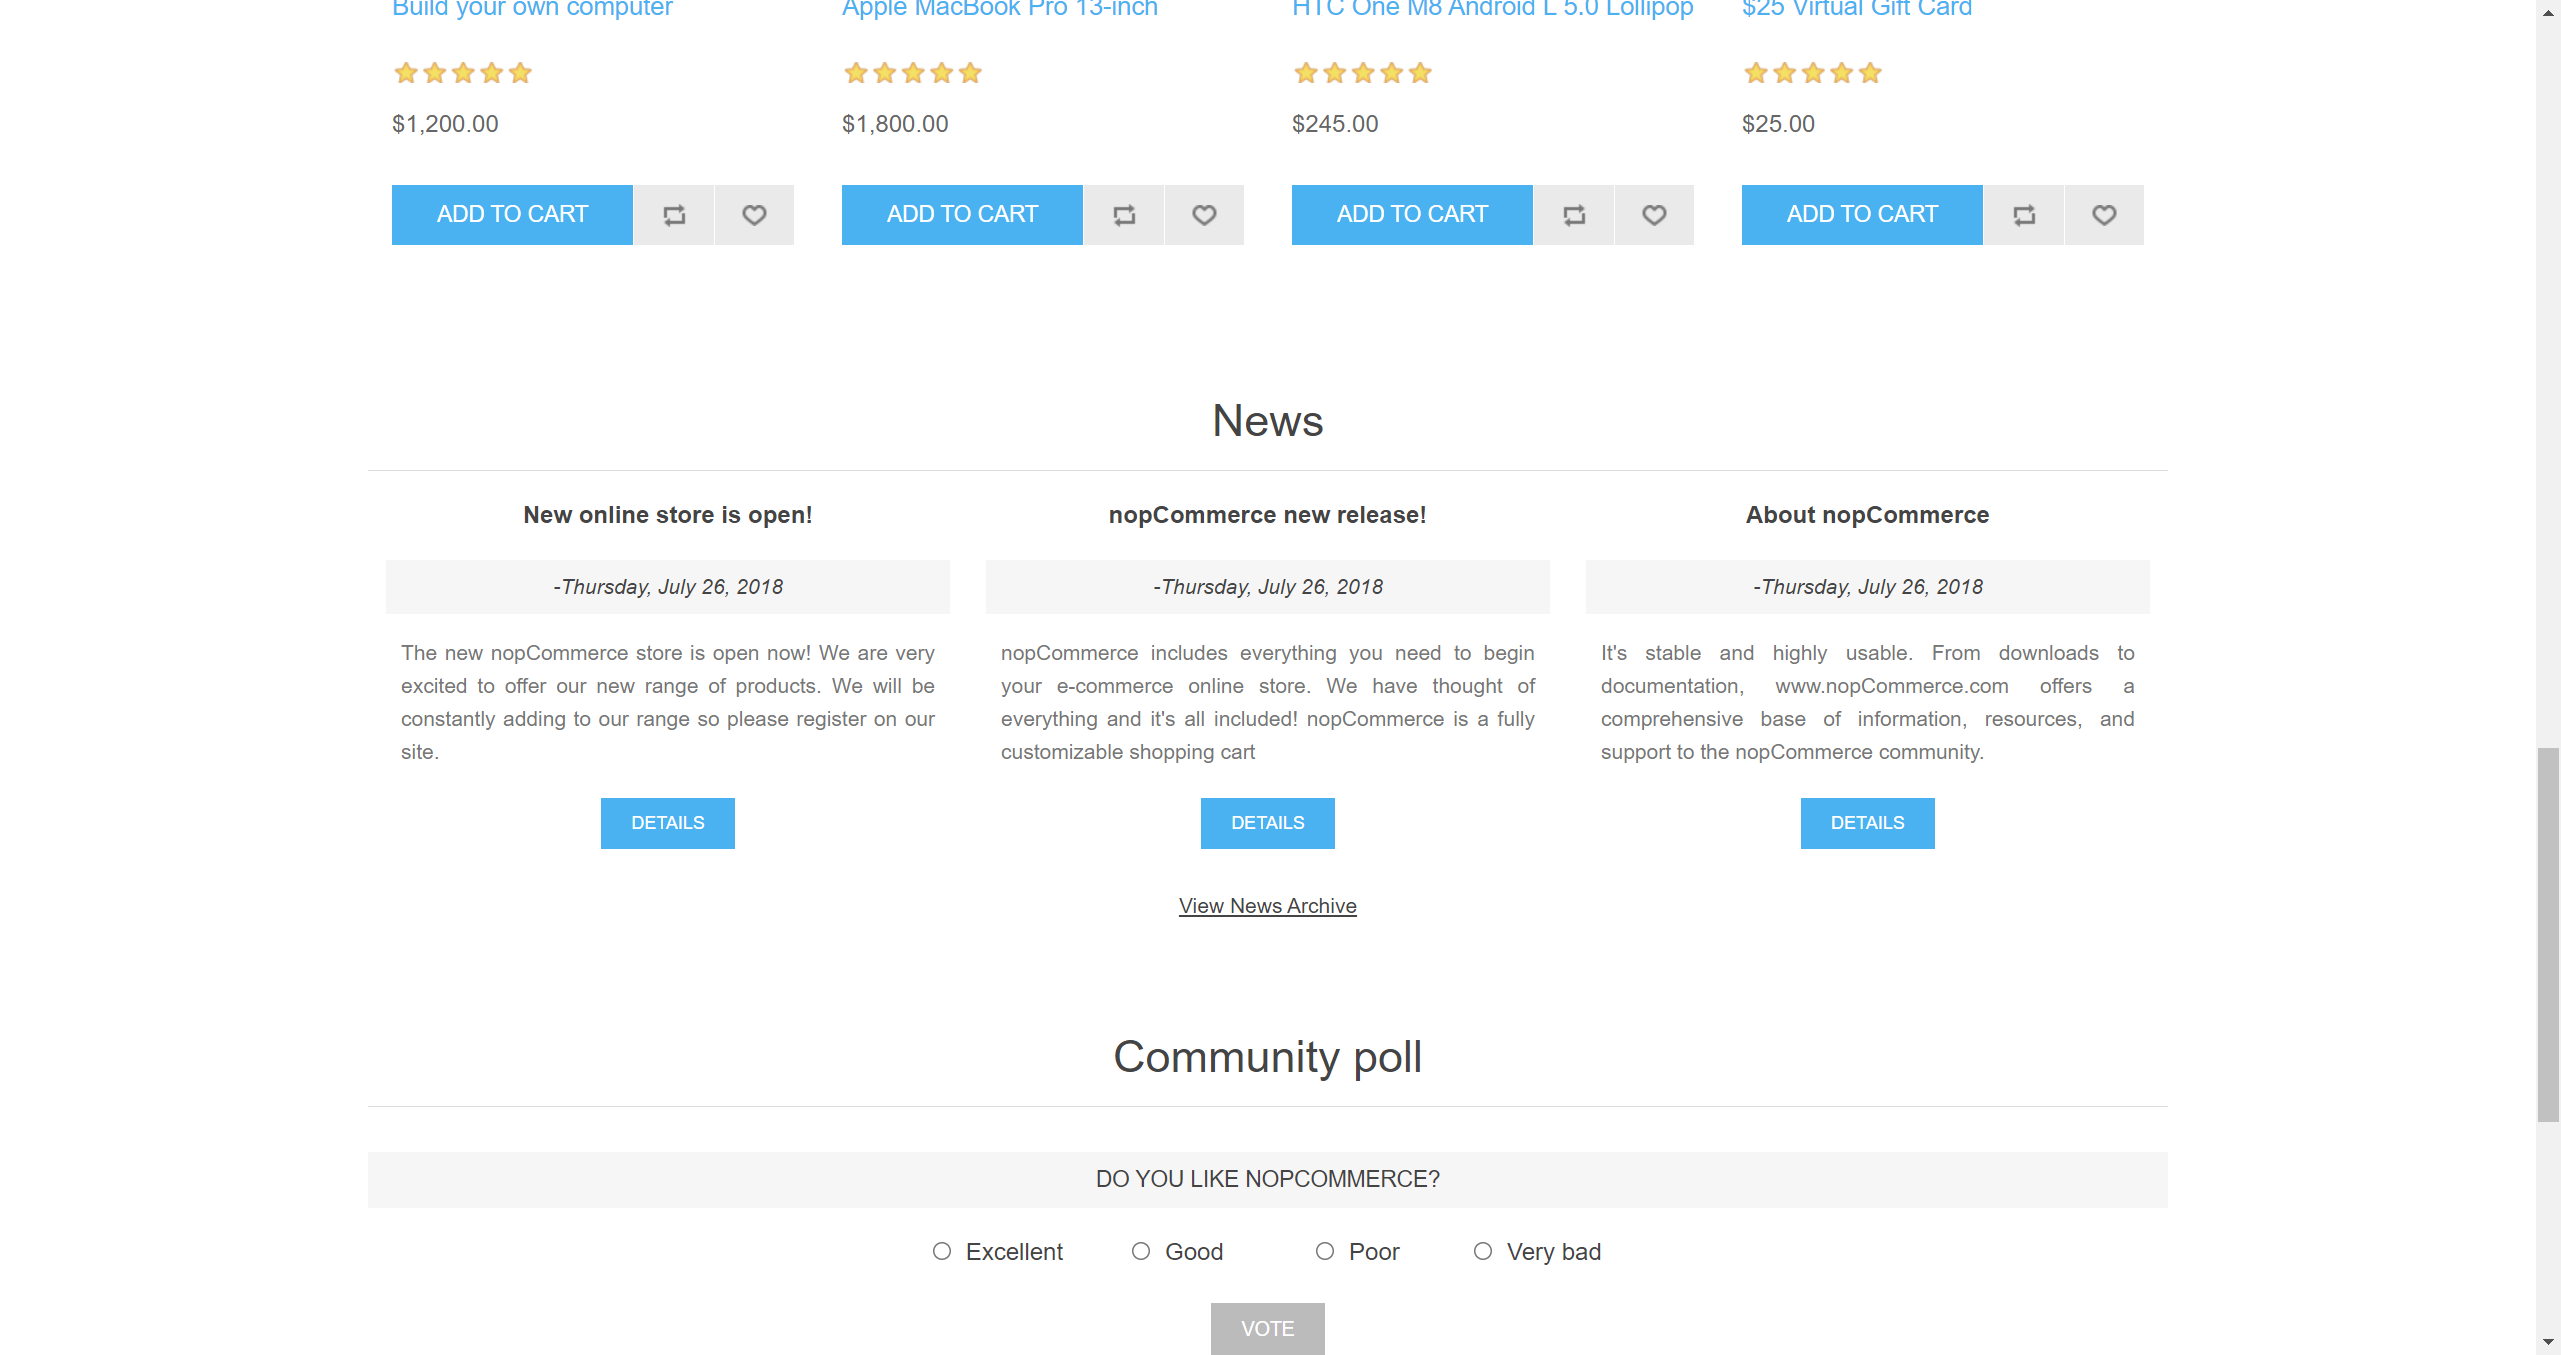 Build your own computer
Apple MacBook Pro 13-inch
HTC One M8 Android L 5.0 Lollipop
$25 Virtual Gift Card
$1,200.00
$1,800.00
$245.00
$25.00
ADD TO CART
ADD TO CART
ADD TO CART
ADD TO CART
News
New online store is open!
-Thursday, July 26, 2018
The new nopCommerce store is open now! We are very
excited to offer our new range of products. We will be
constantly adding to our range so please register on our
site.
DETAILS
nopCommerce new release!
-Thursday, July 26, 2018
nopCommerce includes everything you need to begin
your e-commerce online store. We have thought of
everything and it's all included! nopCommerce is a fully
customizable shopping cart
DETAILS
About nopCommerce
-Thursday, July 26, 2018
It's stable and highly usable. From downloads to
documentation, www.nopCommerce.com offers a
comprehensive base of information, resources, and
support to the nopCommerce community.
DETAILS
View News Archive
Community poll
DO YOU LIKE NOPCOMMERCE?
Excellent
Good
Poor
Very bad
VOTE